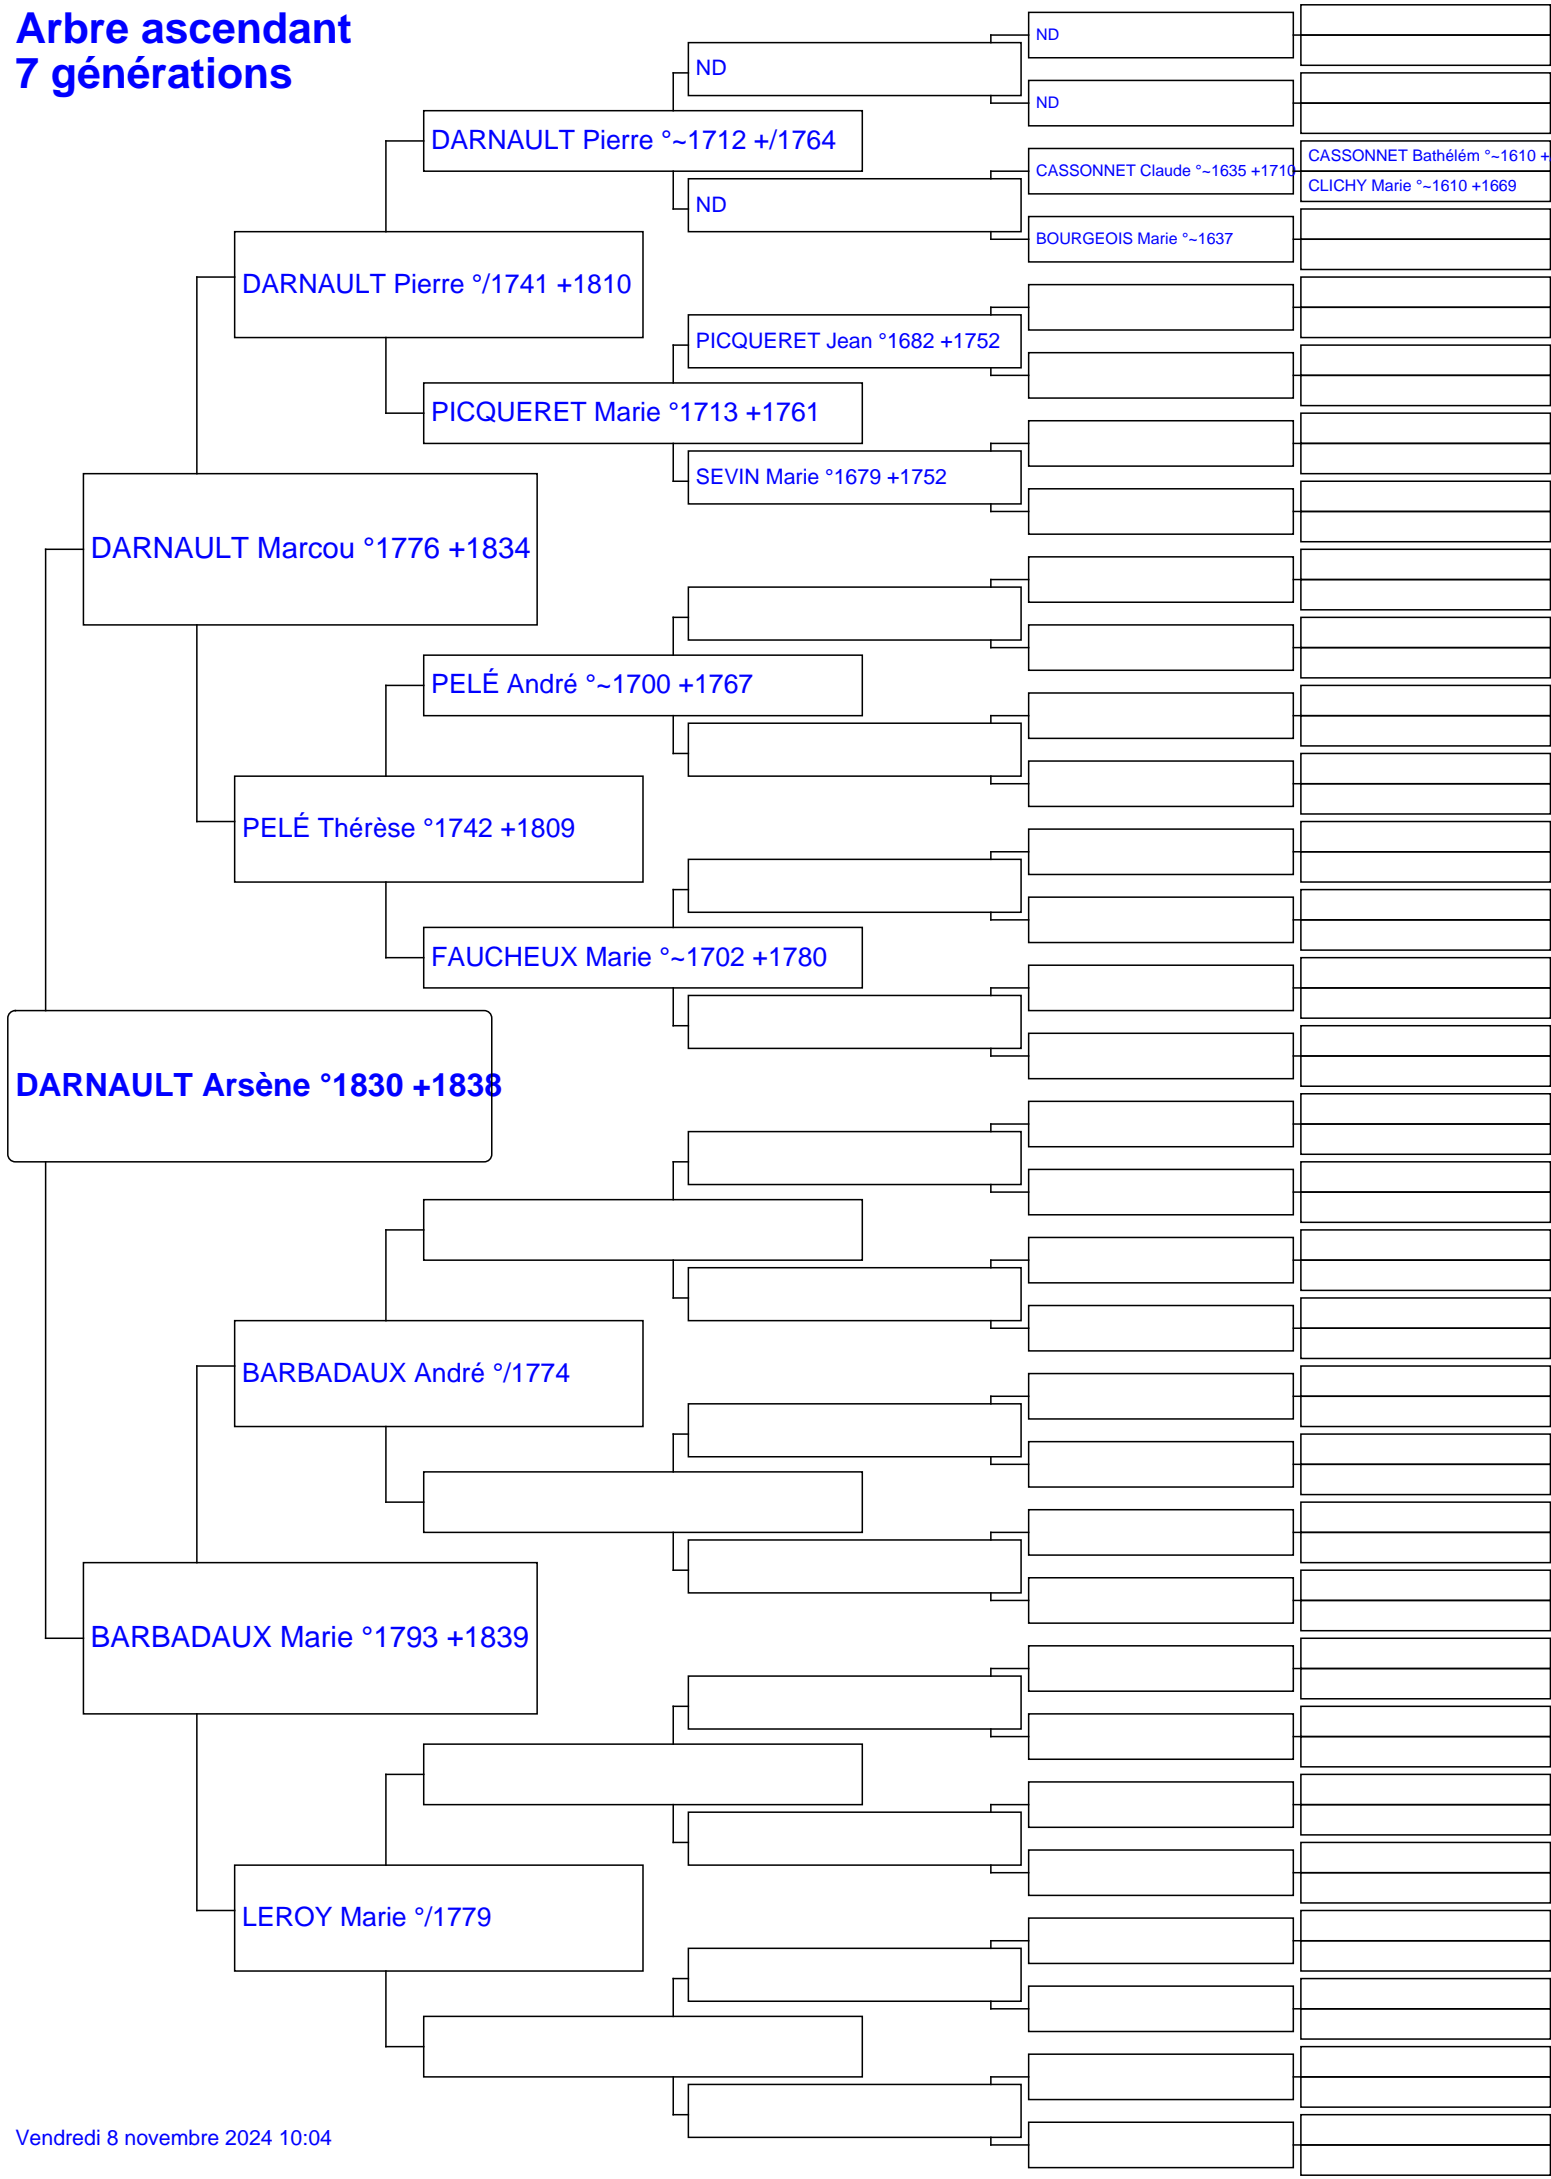 Arbre ascendant
7 générations
ND
ND
ND
DARNAULT Pierre °~1712 +/1764
CASSONNET Claude °~1635 +1710
CASSONNET Bathélém °~1610 +
CLICHY Marie °~1610 +1669
ND
BOURGEOIS Marie °~1637
DARNAULT Pierre °/1741 +1810
PICQUERET Jean °1682 +1752
PICQUERET Marie °1713 +1761
SEVIN Marie °1679 +1752
DARNAULT Marcou °1776 +1834
PELÉ André °~1700 +1767
PELÉ Thérèse °1742 +1809
FAUCHEUX Marie °~1702 +1780
DARNAULT Arsène °1830 +1838
BARBADAUX André °/1774
BARBADAUX Marie °1793 +1839
LEROY Marie °/1779
Vendredi 8 novembre 2024 10:04